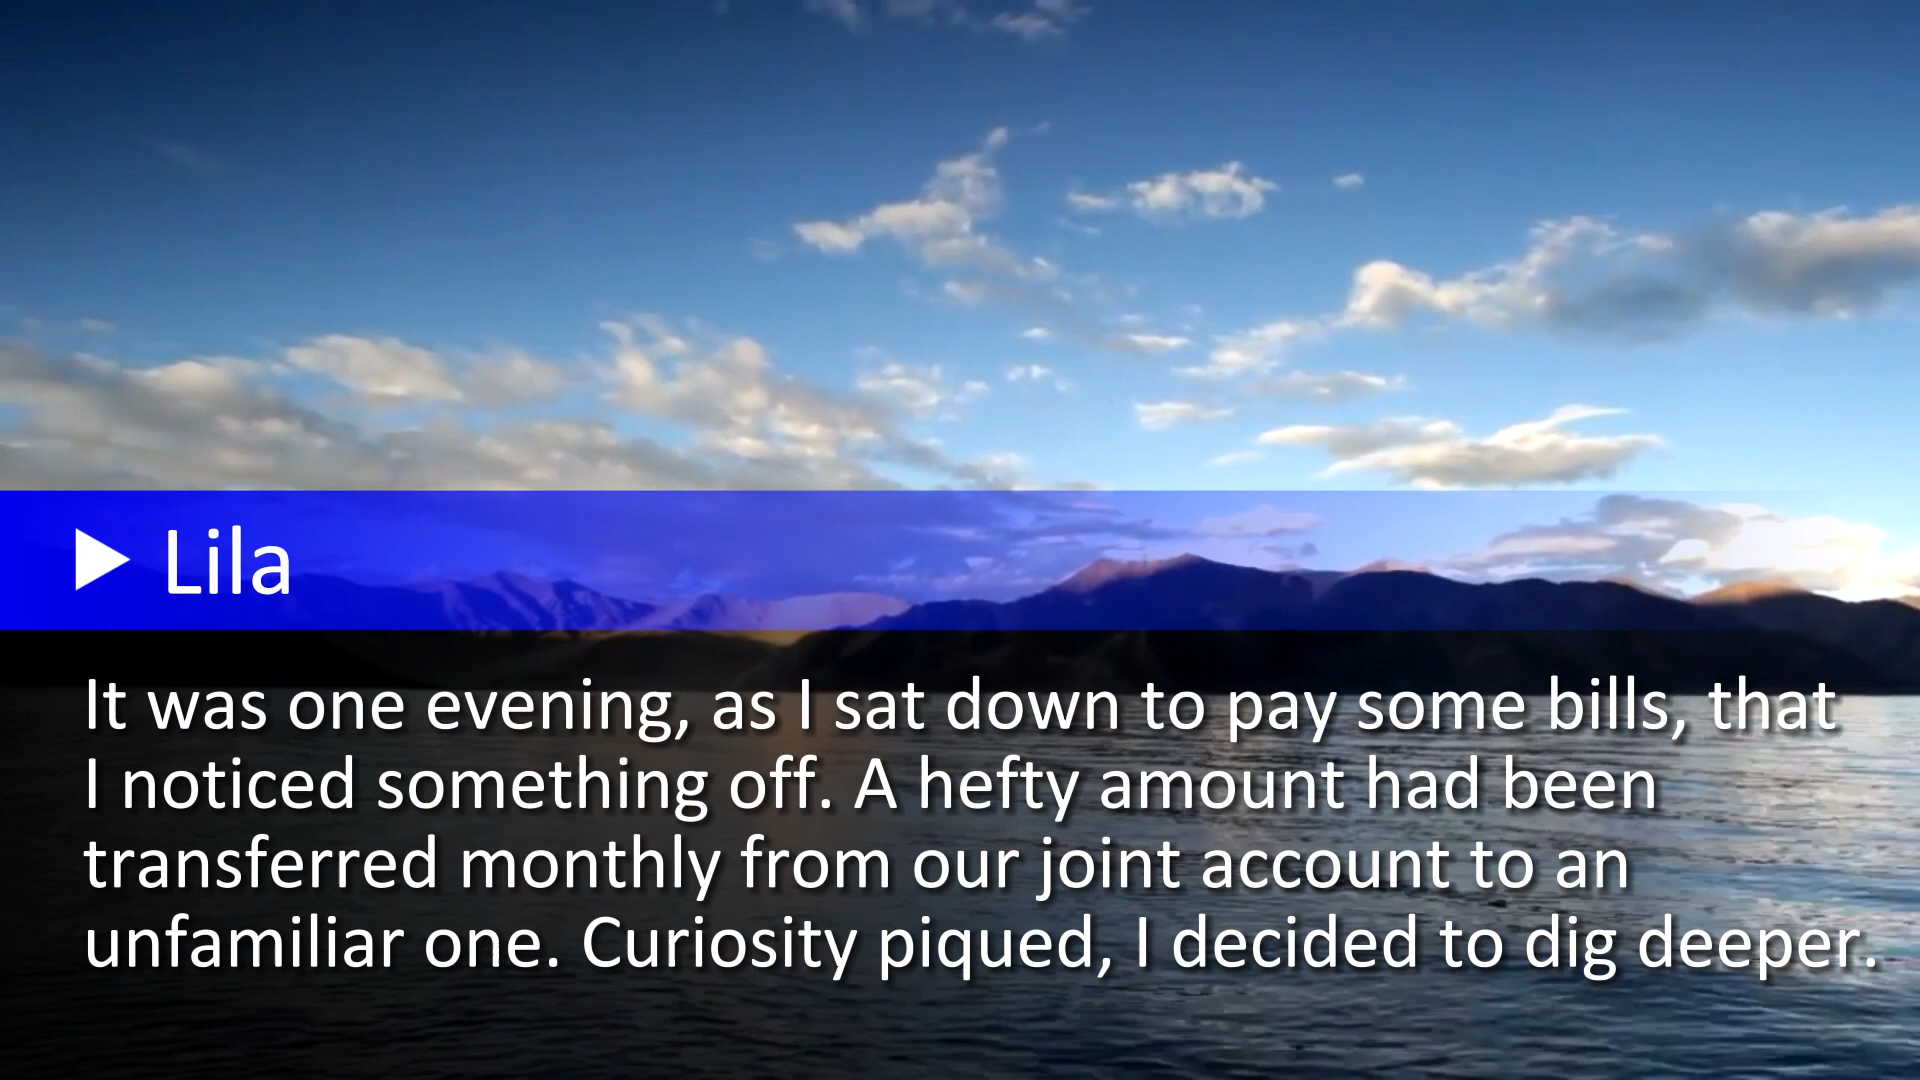 Lila
It was one evening, as I sat down to pay some bills, that
I noticed something off. A hefty amount had been
transferred monthly from our joint account to an
unfamiliar one. Curiosity piqued, I decided to dig deeper.